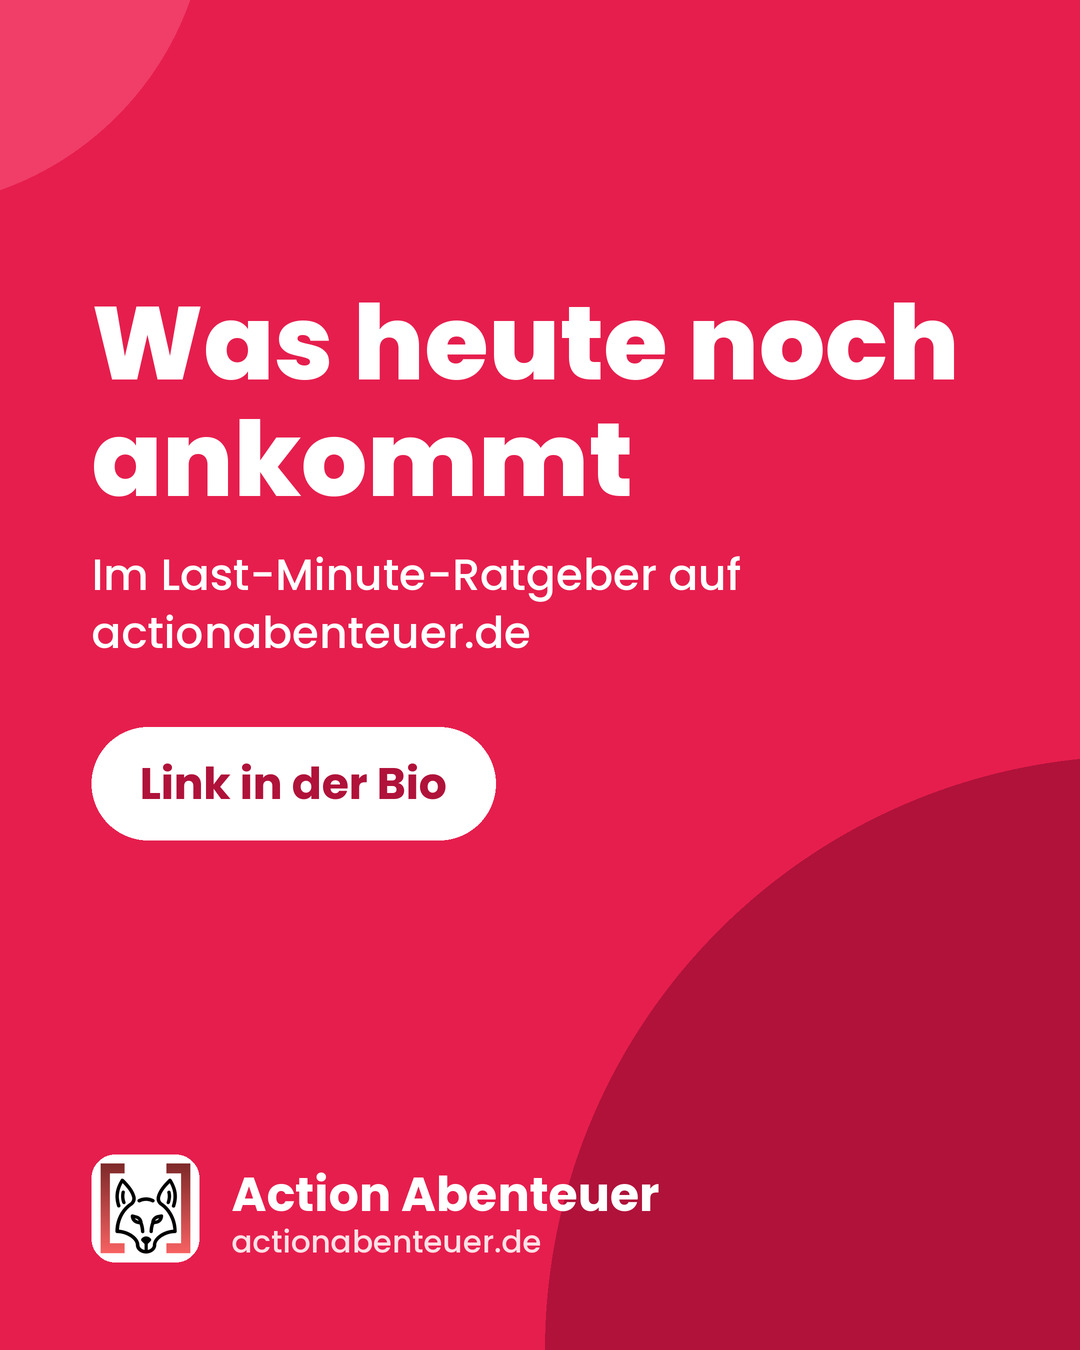 Was heute noch
ankommt
Im Last-Minute-Ratgeber auf
actionabenteuer.de
Link in der Bio
Action Abenteuer
actionabenteuer.de